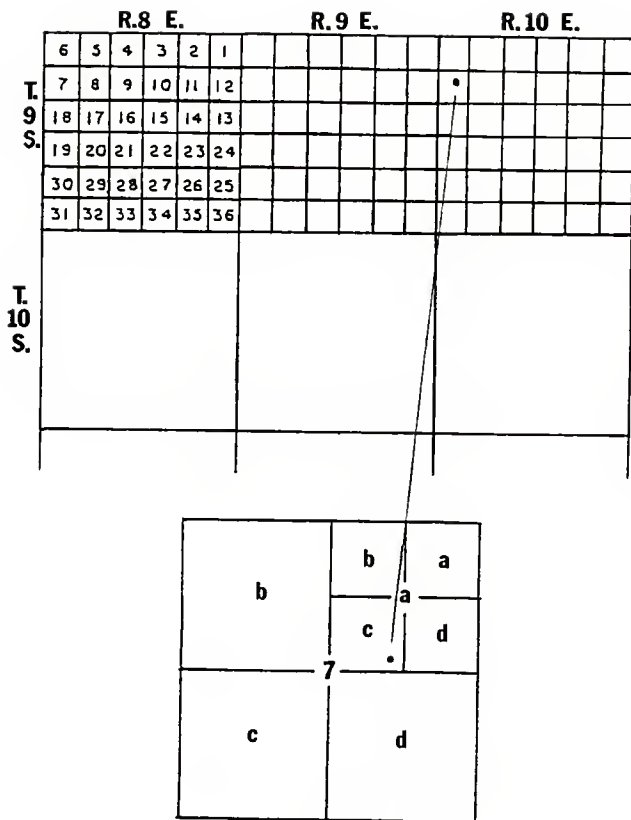 R.8 E. R.9 E. R.10 E.
T. 9 S.
6 5 4 3 2 1
7 8 9 10 11 12
18 17 16 15 14 13
19 20 21 22 23 24
30 29 28 27 26 25
31 32 33 34 35 36
T. 10 S.
b b a
a
c d
7
c d